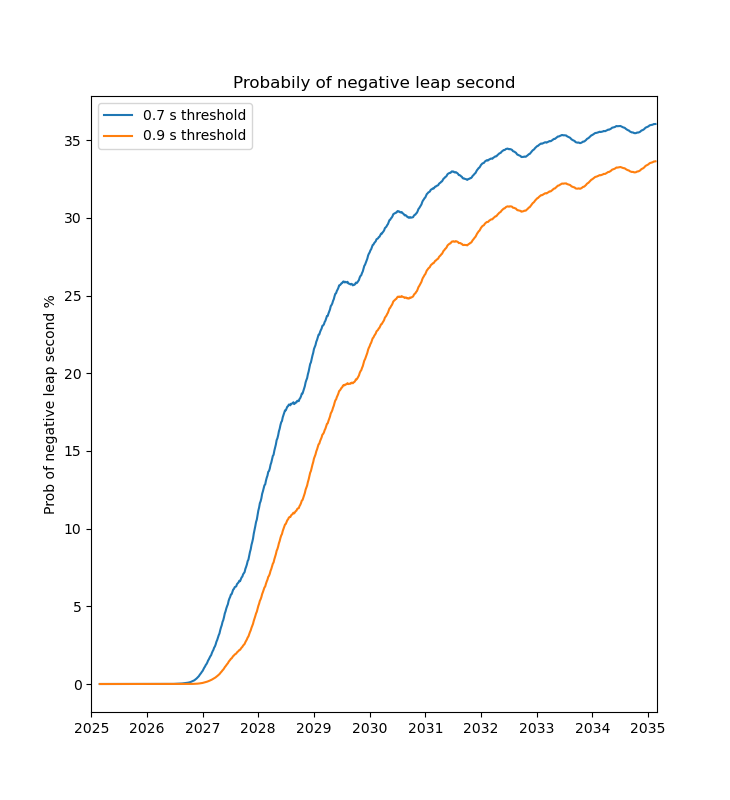 Probabily of negative leap second
0.7 s threshold
0.9 s threshold
Prob of negative leap second %
35
30
25
20
15
10
5
0
2025 2026 2027 2028 2029 2030 2031 2032 2033 2034 2035